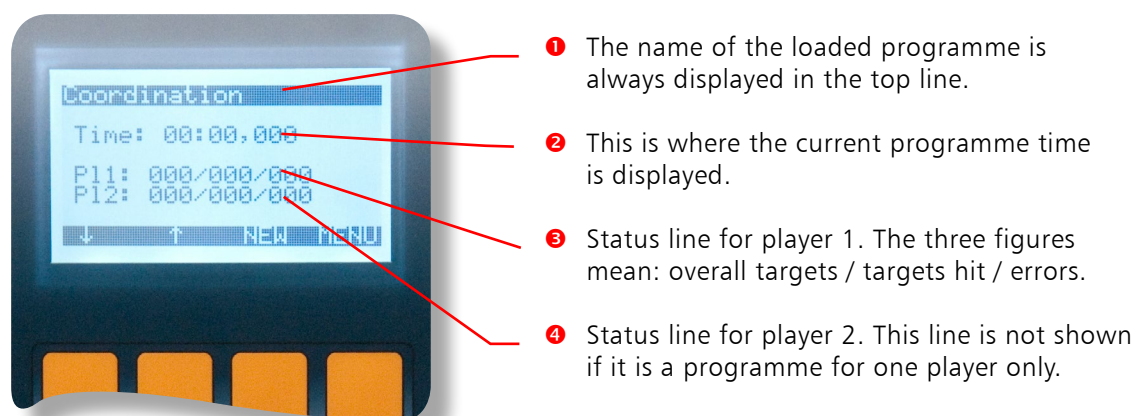 Coordination
Time: 00:00,000
Pl1: 000/000/000
Pl2: 000/000/000
↓ ↑ NEW MENU
❶ The name of the loaded programme is
always displayed in the top line.
❷ This is where the current programme time
is displayed.
❸ Status line for player 1. The three figures
mean: overall targets / targets hit / errors.
❹ Status line for player 2. This line is not shown
if it is a programme for one player only.